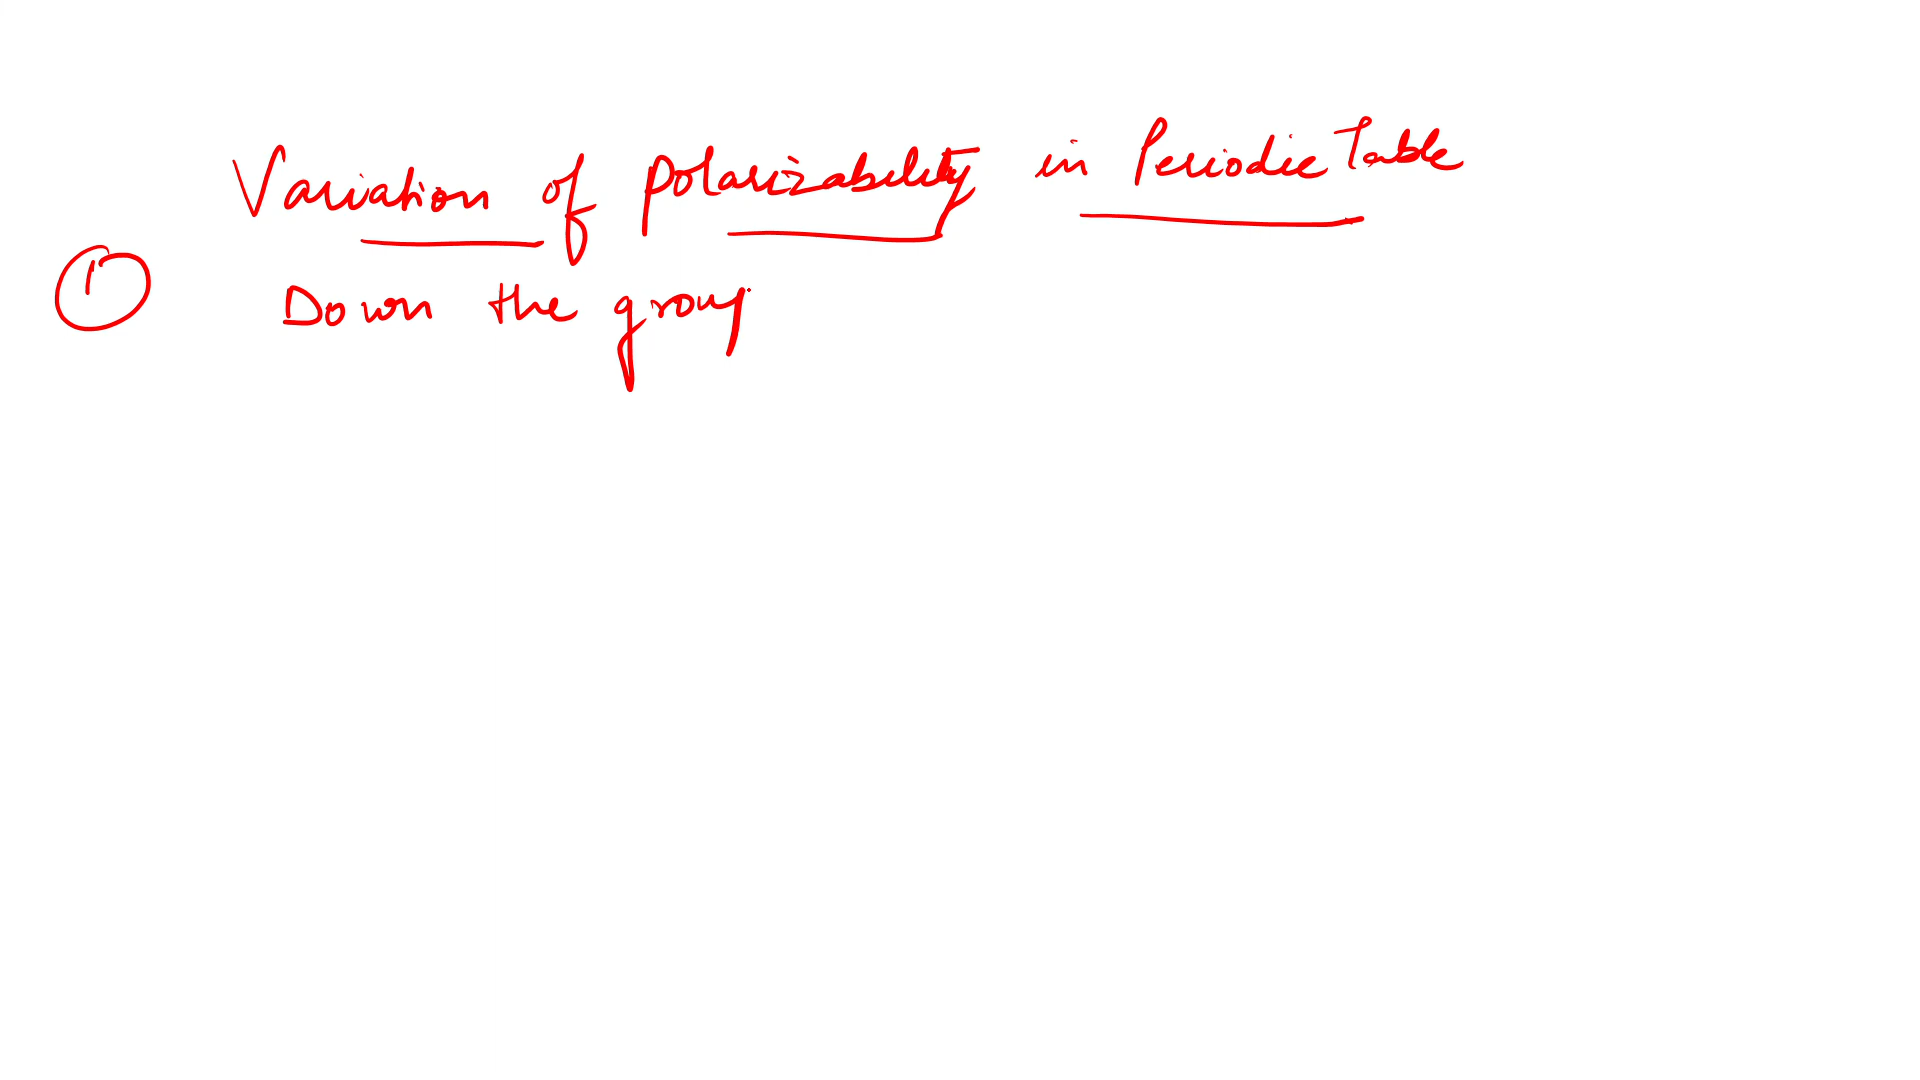 Variation of polarizability in Periodic Table
① Down the group